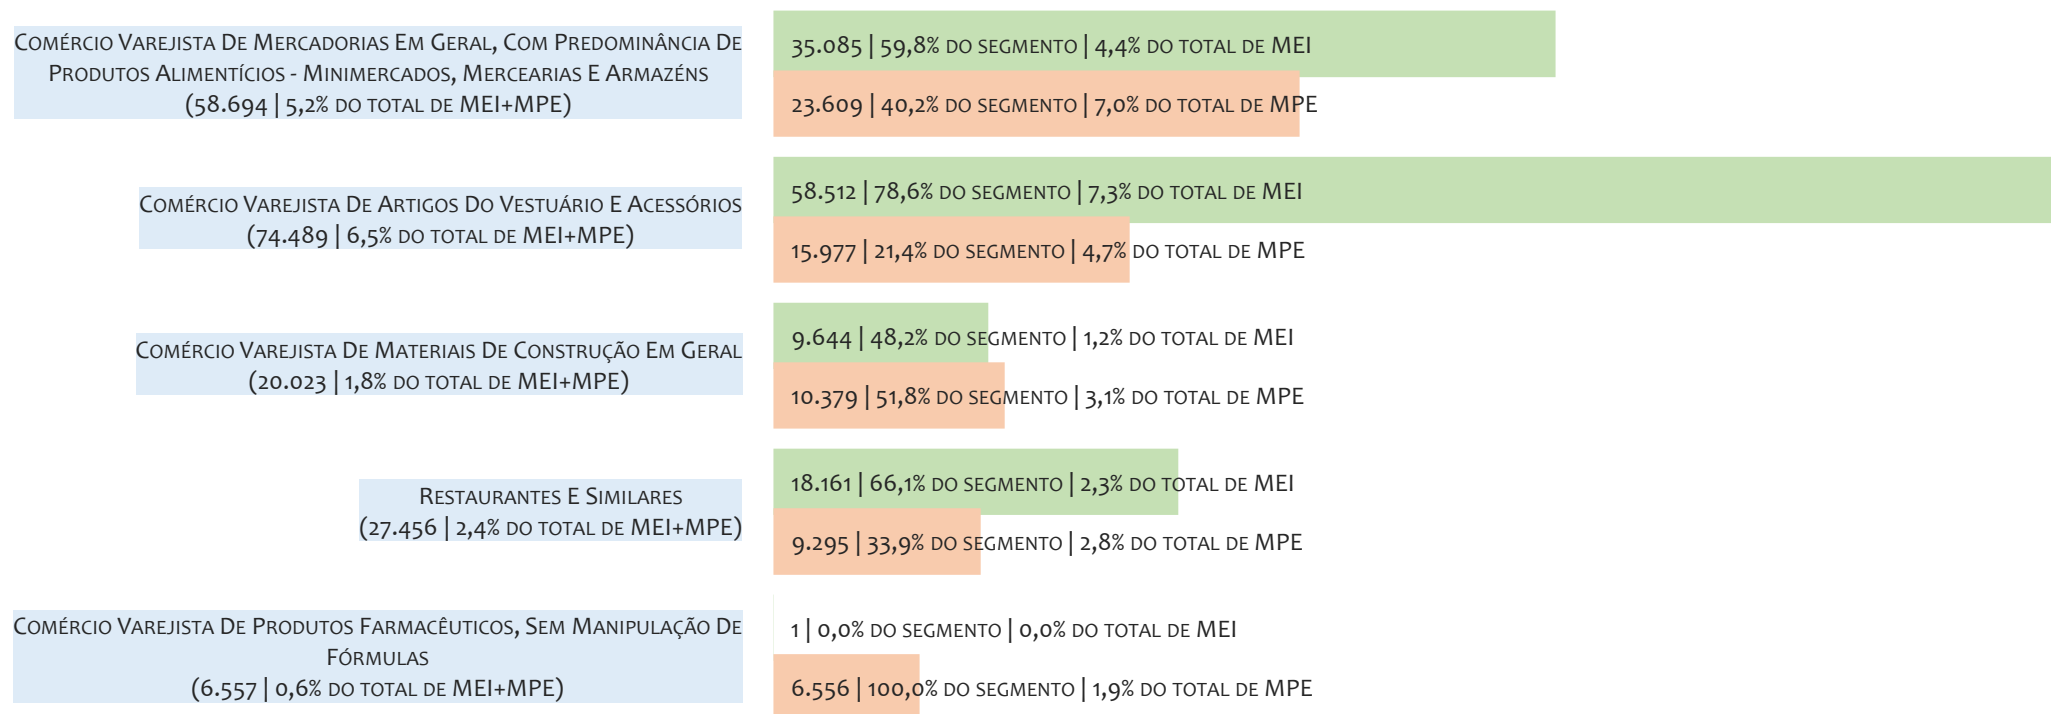 Comércio Varejista De Mercadorias Em Geral, Com Predominância De
Produtos Alimentícios - Minimercados, Mercearias E Armazéns
(58.694 | 5,2% do total de MEI+MPE)
35.085 | 59,8% do segmento | 4,4% do total de MEI
23.609 | 40,2% do segmento | 7,0% do total de MPE
Comércio Varejista De Artigos Do Vestuário E Acessórios
(74.489 | 6,5% do total de MEI+MPE)
58.512 | 78,6% do segmento | 7,3% do total de MEI
15.977 | 21,4% do segmento | 4,7% do total de MPE
Comércio Varejista De Materiais De Construção Em Geral
(20.023 | 1,8% do total de MEI+MPE)
9.644 | 48,2% do segmento | 1,2% do total de MEI
10.379 | 51,8% do segmento | 3,1% do total de MPE
Restaurantes E Similares
(27.456 | 2,4% do total de MEI+MPE)
18.161 | 66,1% do segmento | 2,3% do total de MEI
9.295 | 33,9% do segmento | 2,8% do total de MPE
Comércio Varejista De Produtos Farmacêuticos, Sem Manipulação De
Fórmulas
(6.557 | 0,6% do total de MEI+MPE)
1 | 0,0% do segmento | 0,0% do total de MEI
6.556 | 100,0% do segmento | 1,9% do total de MPE